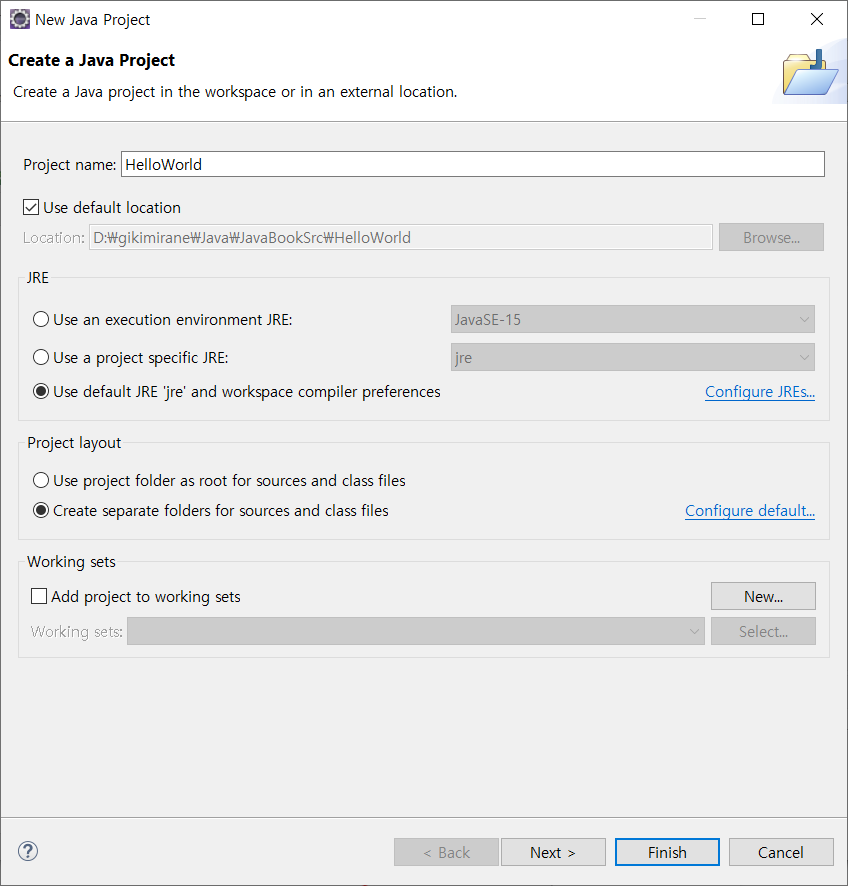 New Java Project
Create a Java Project
Create a Java project in the workspace or in an external location.
Project name: HelloWorld
Use default location
Location: D:₩gikimirane₩Java₩JavaBookSrc₩HelloWorld Browse...
JRE
Use an execution environment JRE: JavaSE-15
Use a project specific JRE: jre
Use default JRE 'jre' and workspace compiler preferences Configure JREs...
Project layout
Use project folder as root for sources and class files
Create separate folders for sources and class files Configure default...
Working sets
Add project to working sets New...
Working sets: Select...
? < Back Next > Finish Cancel